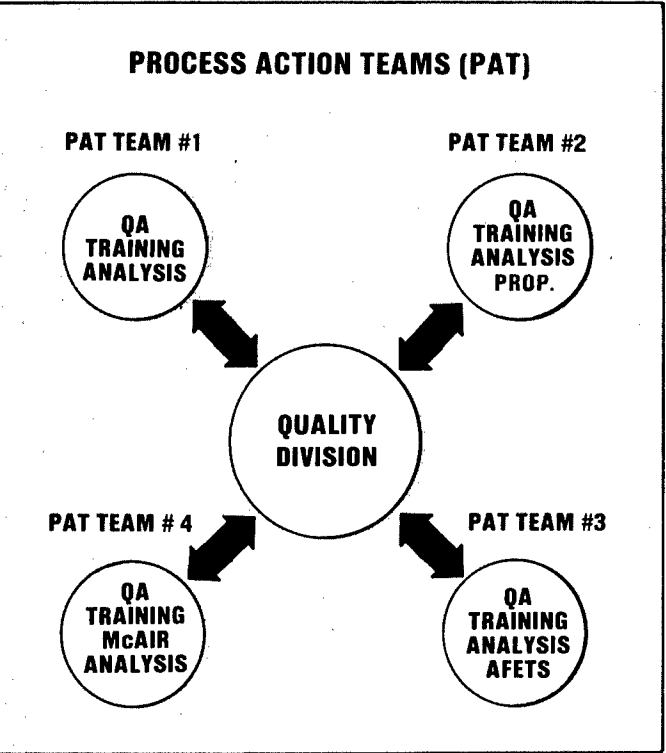 PROCESS ACTION TEAMS (PAT)
PAT TEAM #1
QA
TRAINING
ANALYSIS
PAT TEAM #2
QA
TRAINING
ANALYSIS
PROP.
QUALITY
DIVISION
PAT TEAM # 4
QA
TRAINING
McAIR
ANALYSIS
PAT TEAM #3
QA
TRAINING
ANALYSIS
AFETS